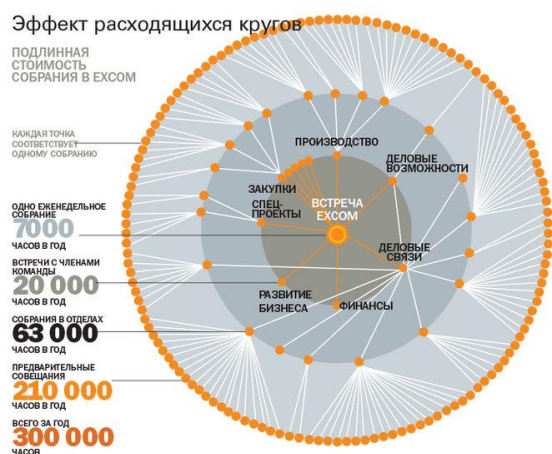 Эффект расходящихся кругов
ПОДЛИННАЯ
СТОИМОСТЬ
СОБРАНИЯ В EXCOM
КАЖДАЯ ТОЧКА
СООТВЕТСТВУЕТ
ОДНОМУ СОБРАНИЮ
ОДНО ЕЖЕНЕДЕЛЬНОЕ
СОБРАНИЕ
7000
ЧАСОВ В ГОД
ВСТРЕЧИ С ЧЛЕНАМИ
КОМАНДЫ
20 000
ЧАСОВ В ГОД
СОБРАНИЯ В ОТДЕЛАХ
63 000
ЧАСОВ В ГОД
ПРЕДВАРИТЕЛЬНЫЕ
СОВЕЩАНИЯ
210 000
ЧАСОВ В ГОД
ВСЕГО ЗА ГОД
300 000
ЧАСОВ
ПРОИЗВОДСТВО
ДЕЛОВЫЕ
ВОЗМОЖНОСТИ
ЗАКУПКИ
СПЕЦ-
ПРОЕКТЫ
ВСТРЕЧА
EXCOM
ДЕЛОВЫЕ
СВЯЗИ
РАЗВИТИЕ
БИЗНЕСА
ФИНАНСЫ